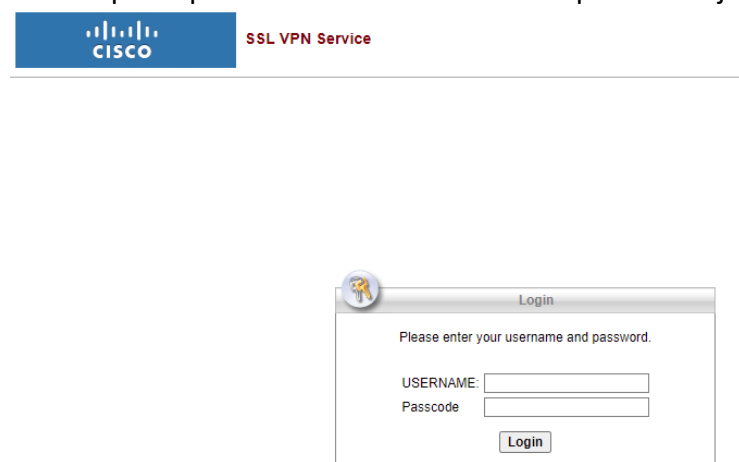 CISCO
SSL VPN Service
Login
Please enter your username and password.
USERNAME:
Passcode
Login